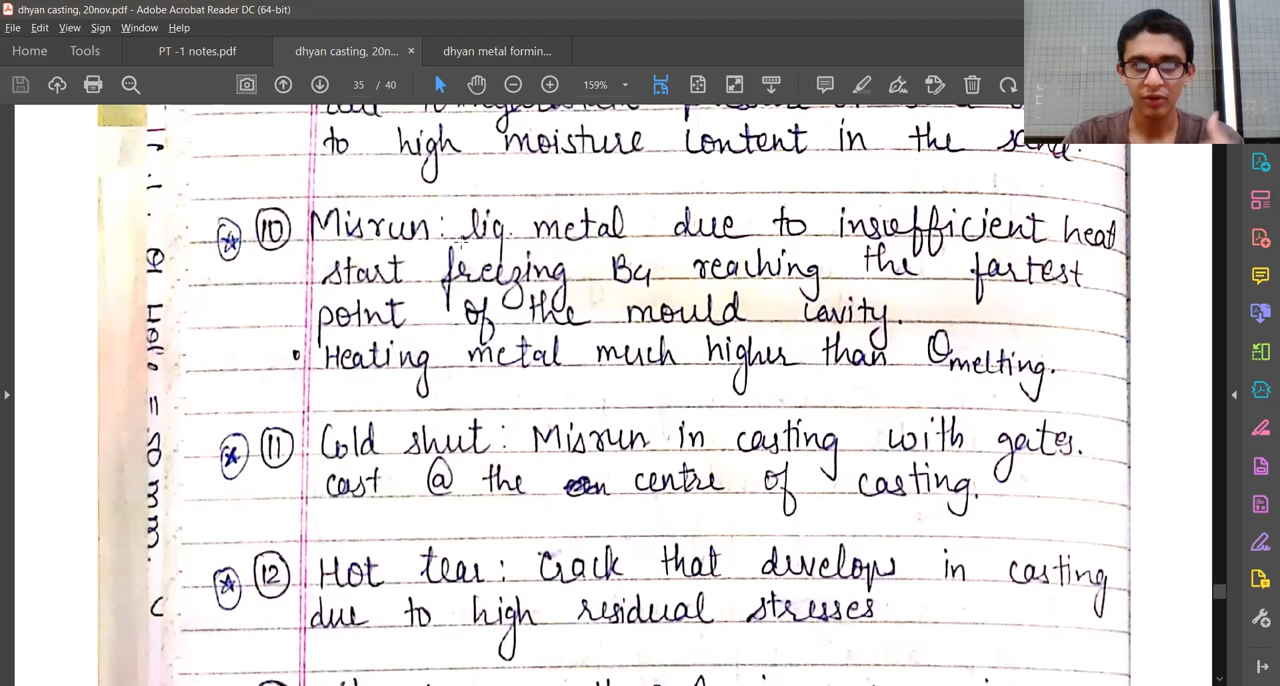 dhyan casting, 20nov.pdf - Adobe Acrobat Reader DC (64-bit)
File Edit View Sign Window Help
Home Tools PT -1 notes.pdf dhyan casting, 20n... × dhyan metal formin...
35 / 40 159%
to high moisture content in the sand.
10 Misrun: liq. metal due to insufficient heat
start freezing By reaching the fartest
point of the mould cavity.
• Heating metal much higher than θmelting.
11 Cold shut: Misrun in casting with gates.
cast @ the centre of casting.
12 Hot tear: Crack that develops in casting
due to high residual stresses